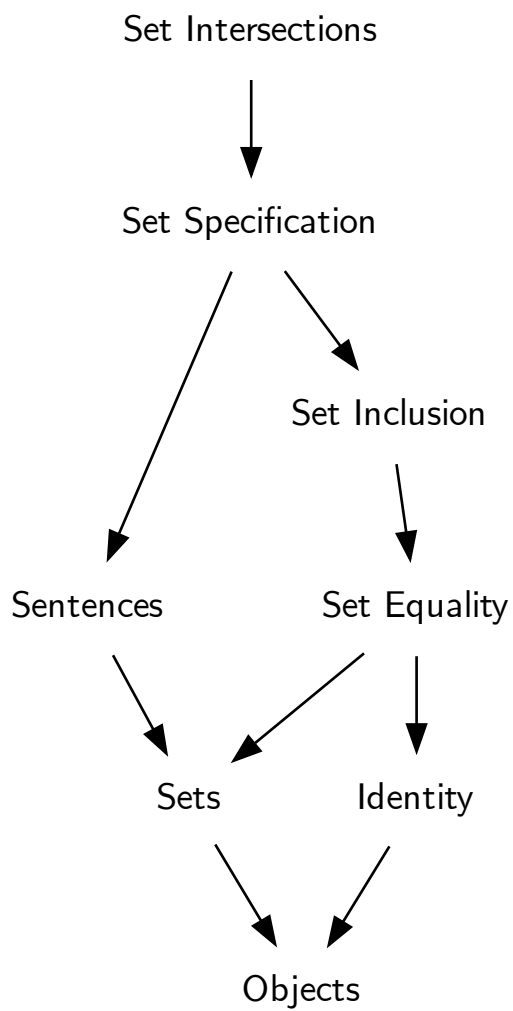 Set Intersections
Set Specification
Set Inclusion
Sentences
Set Equality
Sets
Identity
Objects